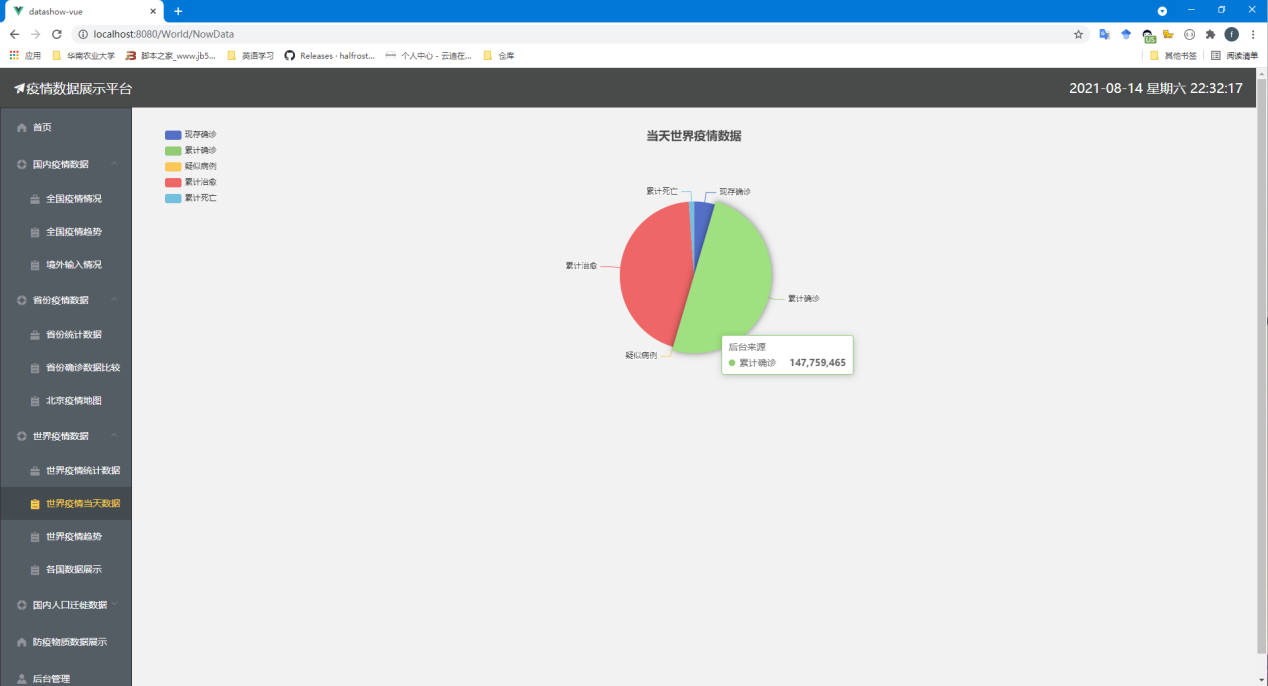 datashow-vue
localhost:8080/World/NowData
应用 华南农业大学 脚本之家_www.jb5... 英语学习 Releases · halfrost... 个人中心 - 云迹在... 仓库 其他书签 阅读清单
疫情数据展示平台 2021-08-14 星期六 22:32:17
首页
国内疫情数据
全国疫情情况
全国疫情趋势
境外输入情况
省份疫情数据
省份统计数据
省份确诊数据比较
北京疫情地图
世界疫情数据
世界疫情统计数据
世界疫情当天数据
世界疫情趋势
各国数据展示
国内人口迁徙数据
防疫物质数据展示
后台管理
现存确诊
累计确诊
疑似病例
累计治愈
累计死亡
当天世界疫情数据
累计死亡 现存确诊
累计治愈
累计确诊
疑似病例
后台来源
累计确诊 147,759,465